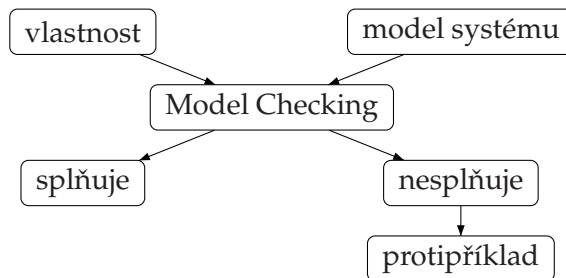 vlastnost
model systému
Model Checking
splňuje
nesplňuje
protipříklad